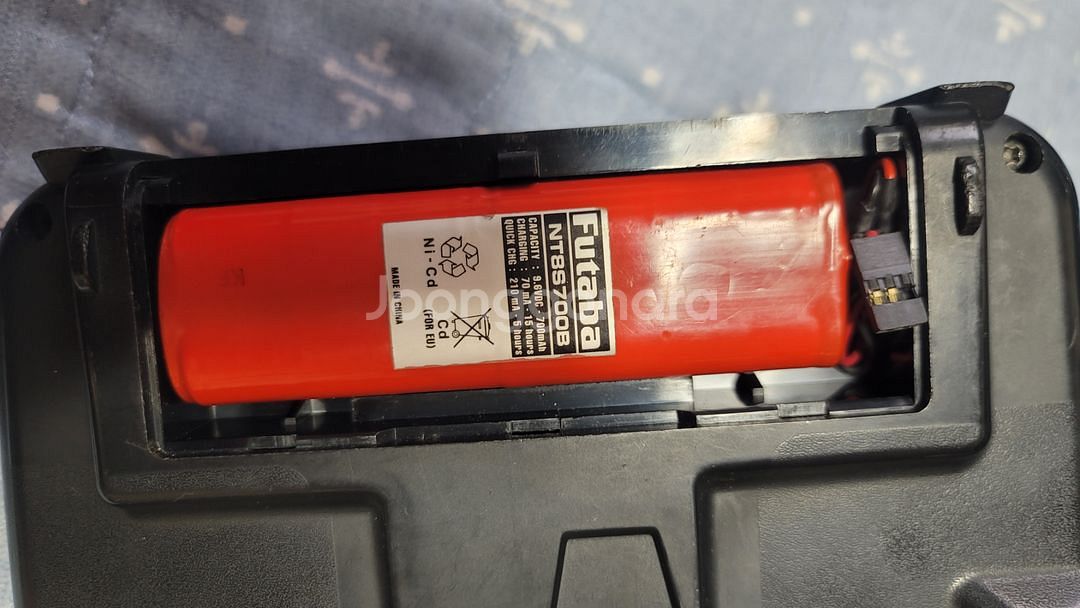 Futaba
NT8S700B
CAPACITY : 9.6VDC 700mAh
CHARGING : 70 mA -15 hours
QUICK CHG : 210 mA - 5 hours
Ni-Cd
Cd
(FOR EU)
MADE IN CHINA
Joonggonara